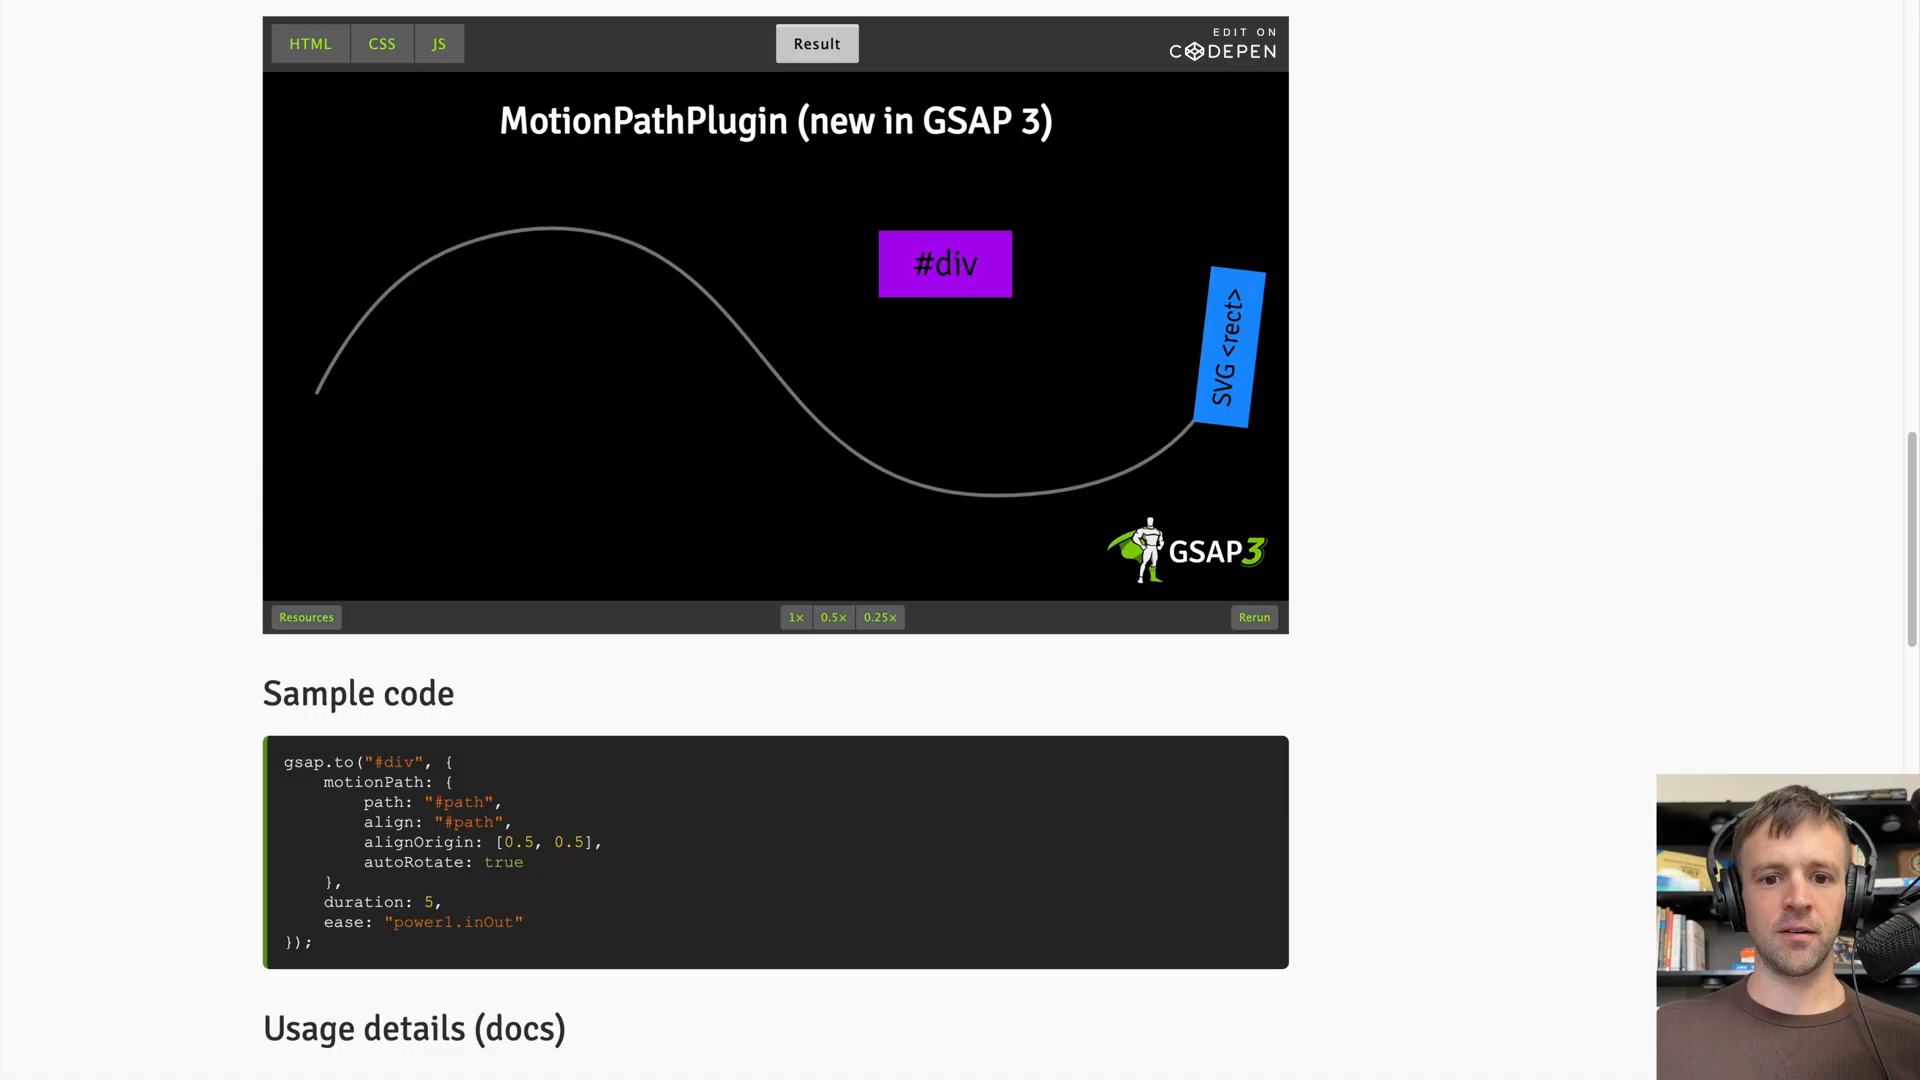 HTML CSS JS Result EDIT ON
CODEPEN
MotionPathPlugin (new in GSAP 3)
#div
SVG <rect>
GSAP3
Resources 1× 0.5× 0.25× Rerun
Sample code
gsap.to("#div", {
    motionPath: {
        path: "#path",
        align: "#path",
        alignOrigin: [0.5, 0.5],
        autoRotate: true
    },
    duration: 5,
    ease: "power1.inOut"
});
Usage details (docs)